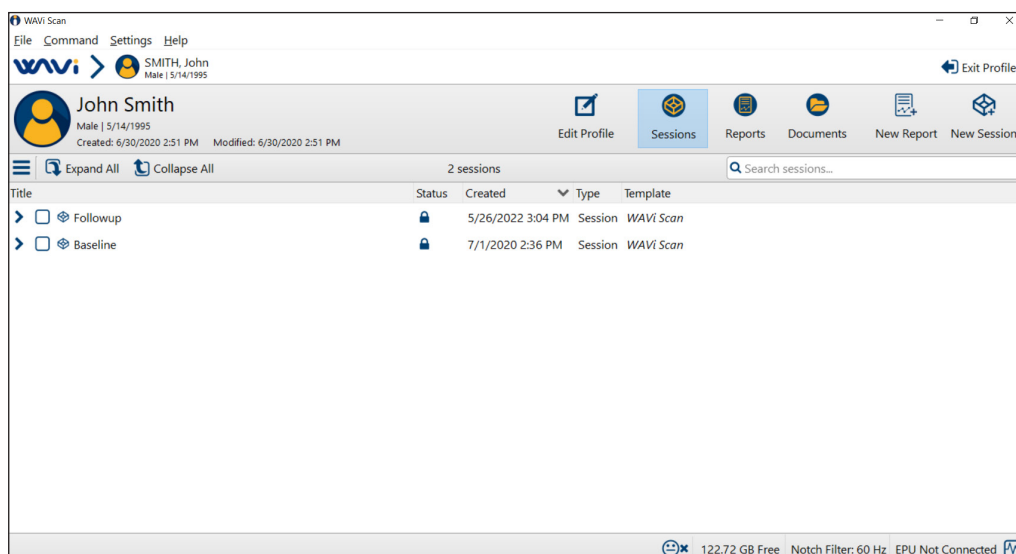 WAVi Scan
File Command Settings Help
WAVi SMITH, John
Male | 5/14/1995
Exit Profile
John Smith
Male | 5/14/1995
Created: 6/30/2020 2:51 PM Modified: 6/30/2020 2:51 PM
Edit Profile Sessions Reports Documents New Report New Session
Expand All Collapse All 2 sessions Search sessions...
Title Status Created Type Template
Followup 5/26/2022 3:04 PM Session WAVi Scan
Baseline 7/1/2020 2:36 PM Session WAVi Scan
122.72 GB Free Notch Filter: 60 Hz EPU Not Connected